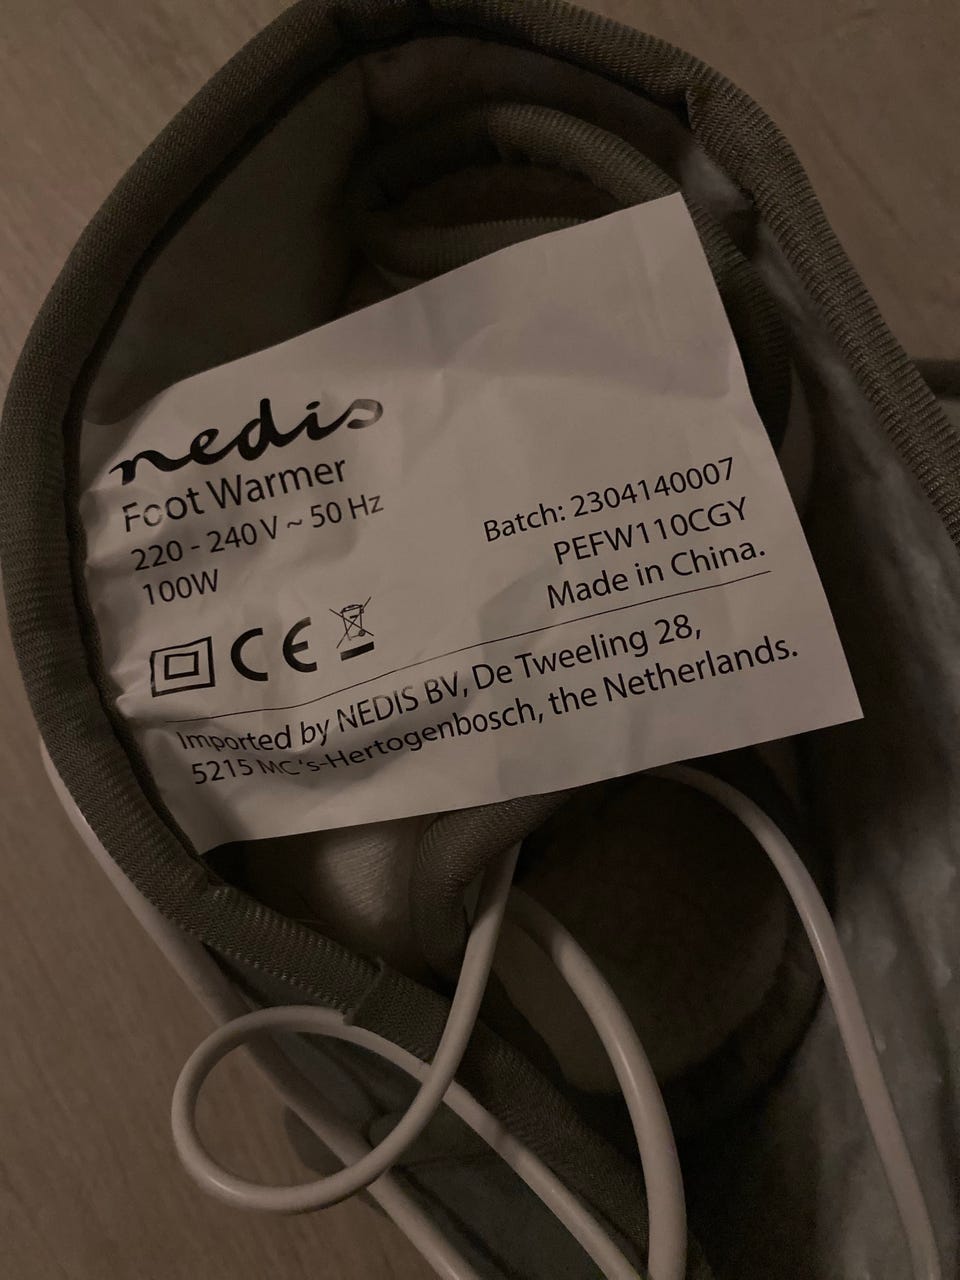 nedis
Foot Warmer
220 - 240 V ~ 50 Hz
100W
CE
Batch: 2304140007
PEFW110CGY
Made in China.
Imported by NEDIS BV, De Tweeling 28,
5215 MC 's-Hertogenbosch, the Netherlands.